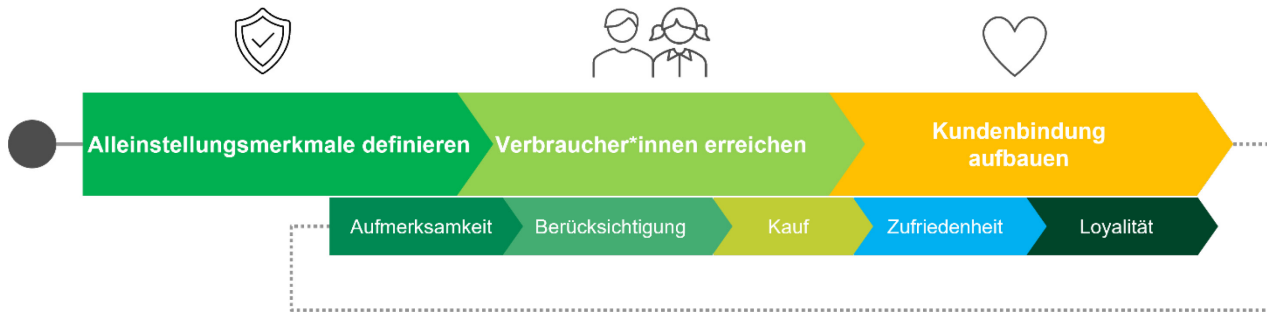 Alleinstellungsmerkmale definieren
Verbraucher*innen erreichen
Kundenbindung
aufbauen
Aufmerksamkeit
Berücksichtigung
Kauf
Zufriedenheit
Loyalität